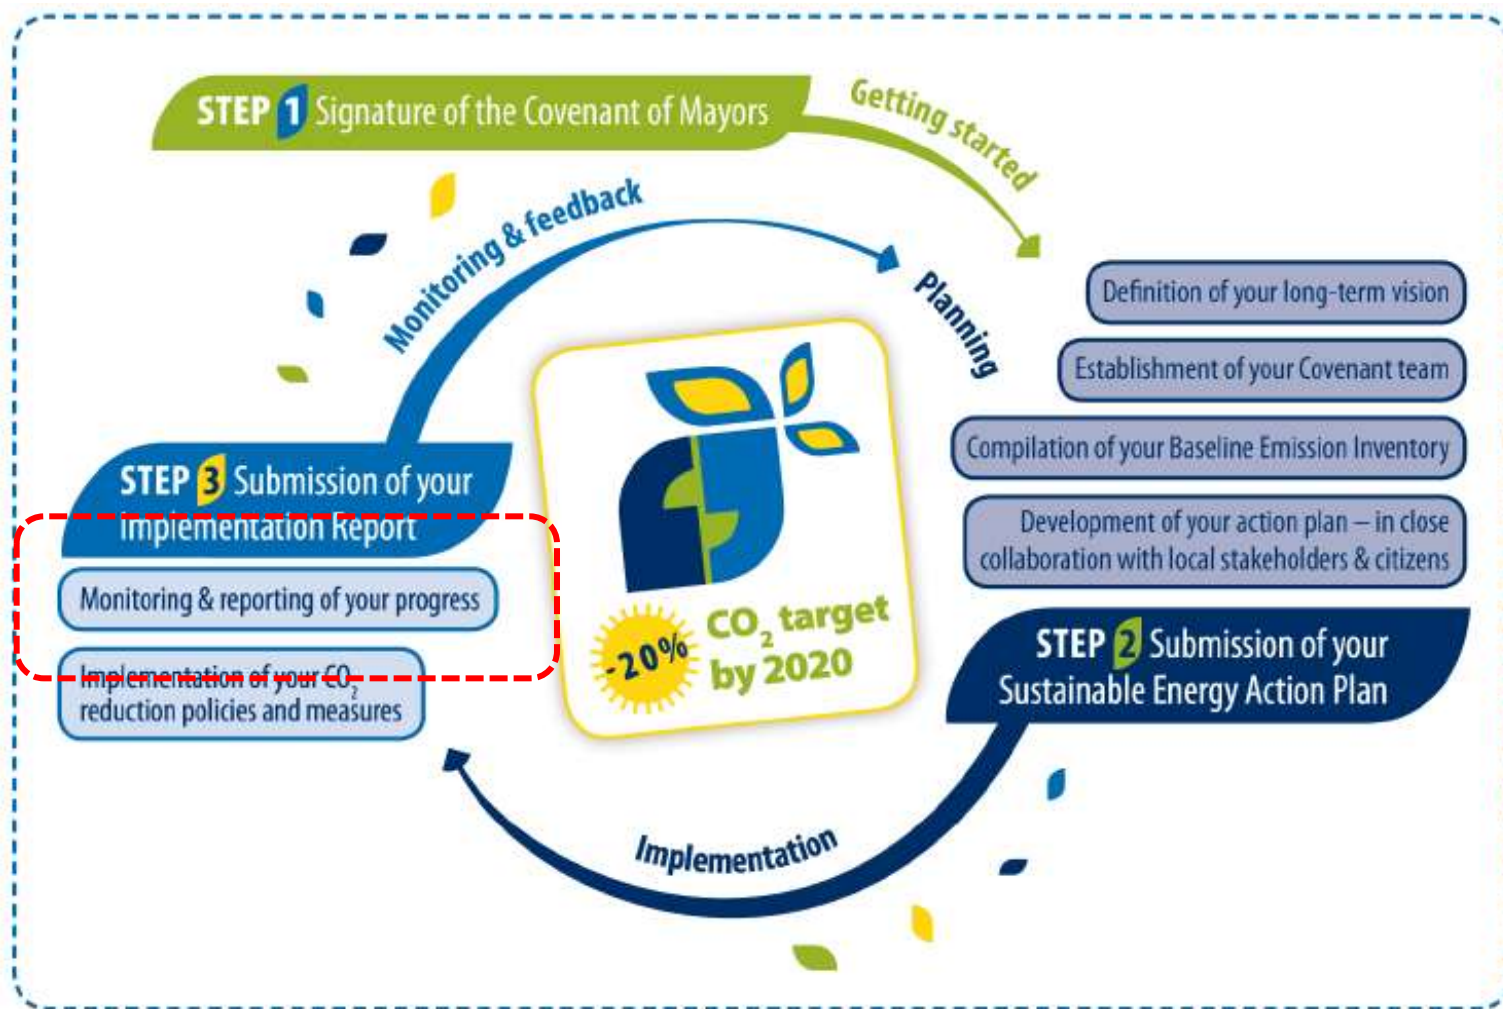 STEP 1 Signature of the Covenant of Mayors
Getting started
Monitoring & feedback
Planning
Definition of your long-term vision
Establishment of your Covenant team
Compilation of your Baseline Emission Inventory
Development of your action plan – in close
collaboration with local stakeholders & citizens
STEP 2 Submission of your
Sustainable Energy Action Plan
STEP 3 Submission of your
Implementation Report
Monitoring & reporting of your progress
Implementation of your CO₂
reduction policies and measures
-20% CO₂ target
by 2020
Implementation